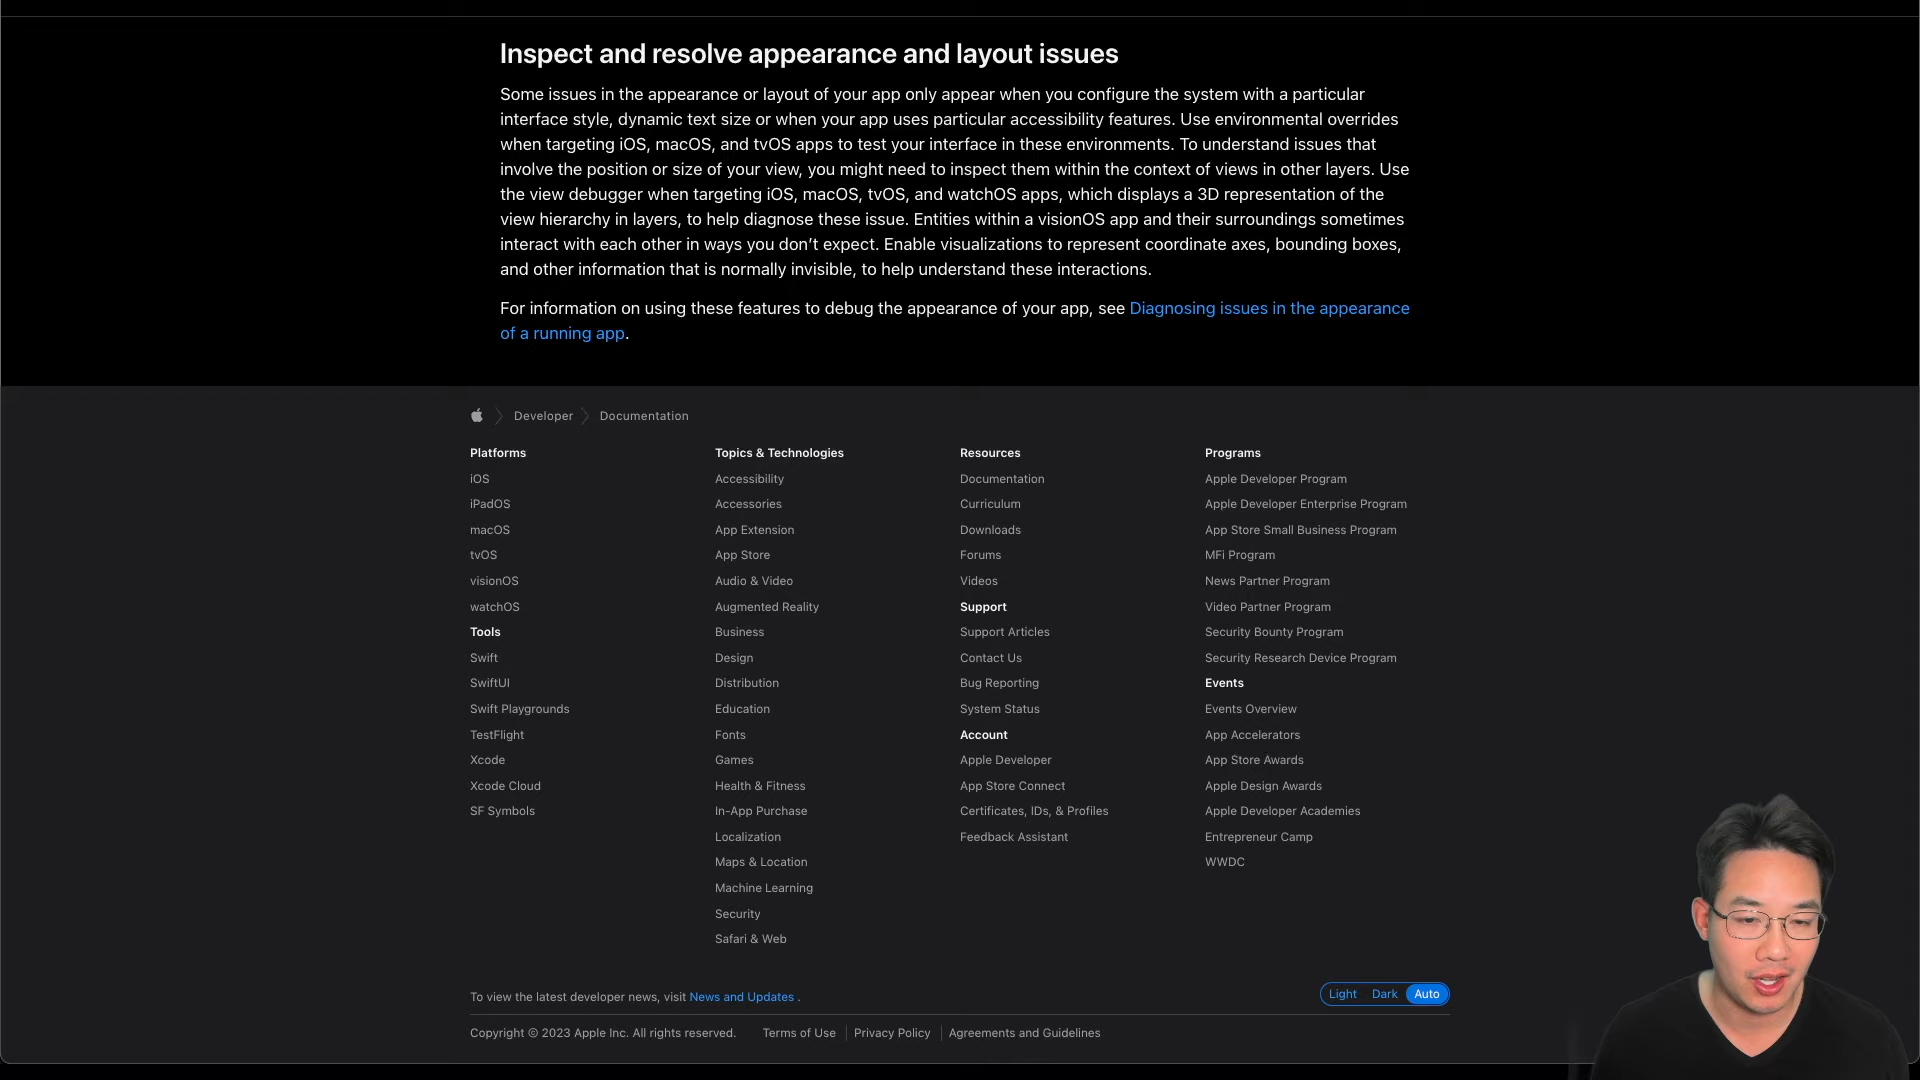 Inspect and resolve appearance and layout issues
Some issues in the appearance or layout of your app only appear when you configure the system with a particular
interface style, dynamic text size or when your app uses particular accessibility features. Use environmental overrides
when targeting iOS, macOS, and tvOS apps to test your interface in these environments. To understand issues that
involve the position or size of your view, you might need to inspect them within the context of views in other layers. Use
the view debugger when targeting iOS, macOS, tvOS, and watchOS apps, which displays a 3D representation of the
view hierarchy in layers, to help diagnose these issue. Entities within a visionOS app and their surroundings sometimes
interact with each other in ways you don’t expect. Enable visualizations to represent coordinate axes, bounding boxes,
and other information that is normally invisible, to help understand these interactions.
For information on using these features to debug the appearance of your app, see Diagnosing issues in the appearance
of a running app.
Developer Documentation
Platforms
iOS
iPadOS
macOS
tvOS
visionOS
watchOS
Tools
Swift
SwiftUI
Swift Playgrounds
TestFlight
Xcode
Xcode Cloud
SF Symbols
Topics & Technologies
Accessibility
Accessories
App Extension
App Store
Audio & Video
Augmented Reality
Business
Design
Distribution
Education
Fonts
Games
Health & Fitness
In-App Purchase
Localization
Maps & Location
Machine Learning
Security
Safari & Web
Resources
Documentation
Curriculum
Downloads
Forums
Videos
Support
Support Articles
Contact Us
Bug Reporting
System Status
Account
Apple Developer
App Store Connect
Certificates, IDs, & Profiles
Feedback Assistant
Programs
Apple Developer Program
Apple Developer Enterprise Program
App Store Small Business Program
MFi Program
News Partner Program
Video Partner Program
Security Bounty Program
Security Research Device Program
Events
Events Overview
App Accelerators
App Store Awards
Apple Design Awards
Apple Developer Academies
Entrepreneur Camp
WWDC
To view the latest developer news, visit News and Updates .
Light Dark Auto
Copyright © 2023 Apple Inc. All rights reserved. Terms of Use Privacy Policy Agreements and Guidelines